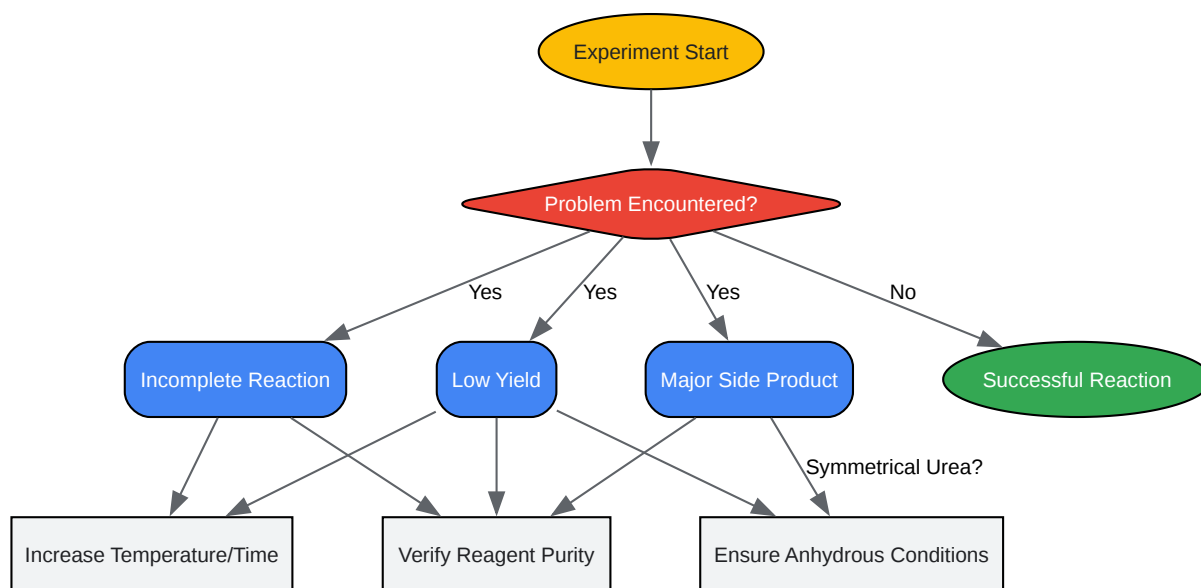 Experiment Start
Problem Encountered?
Yes
Yes
Yes
No
Incomplete Reaction
Low Yield
Major Side Product
Successful Reaction
Symmetrical Urea?
Increase Temperature/Time
Verify Reagent Purity
Ensure Anhydrous Conditions